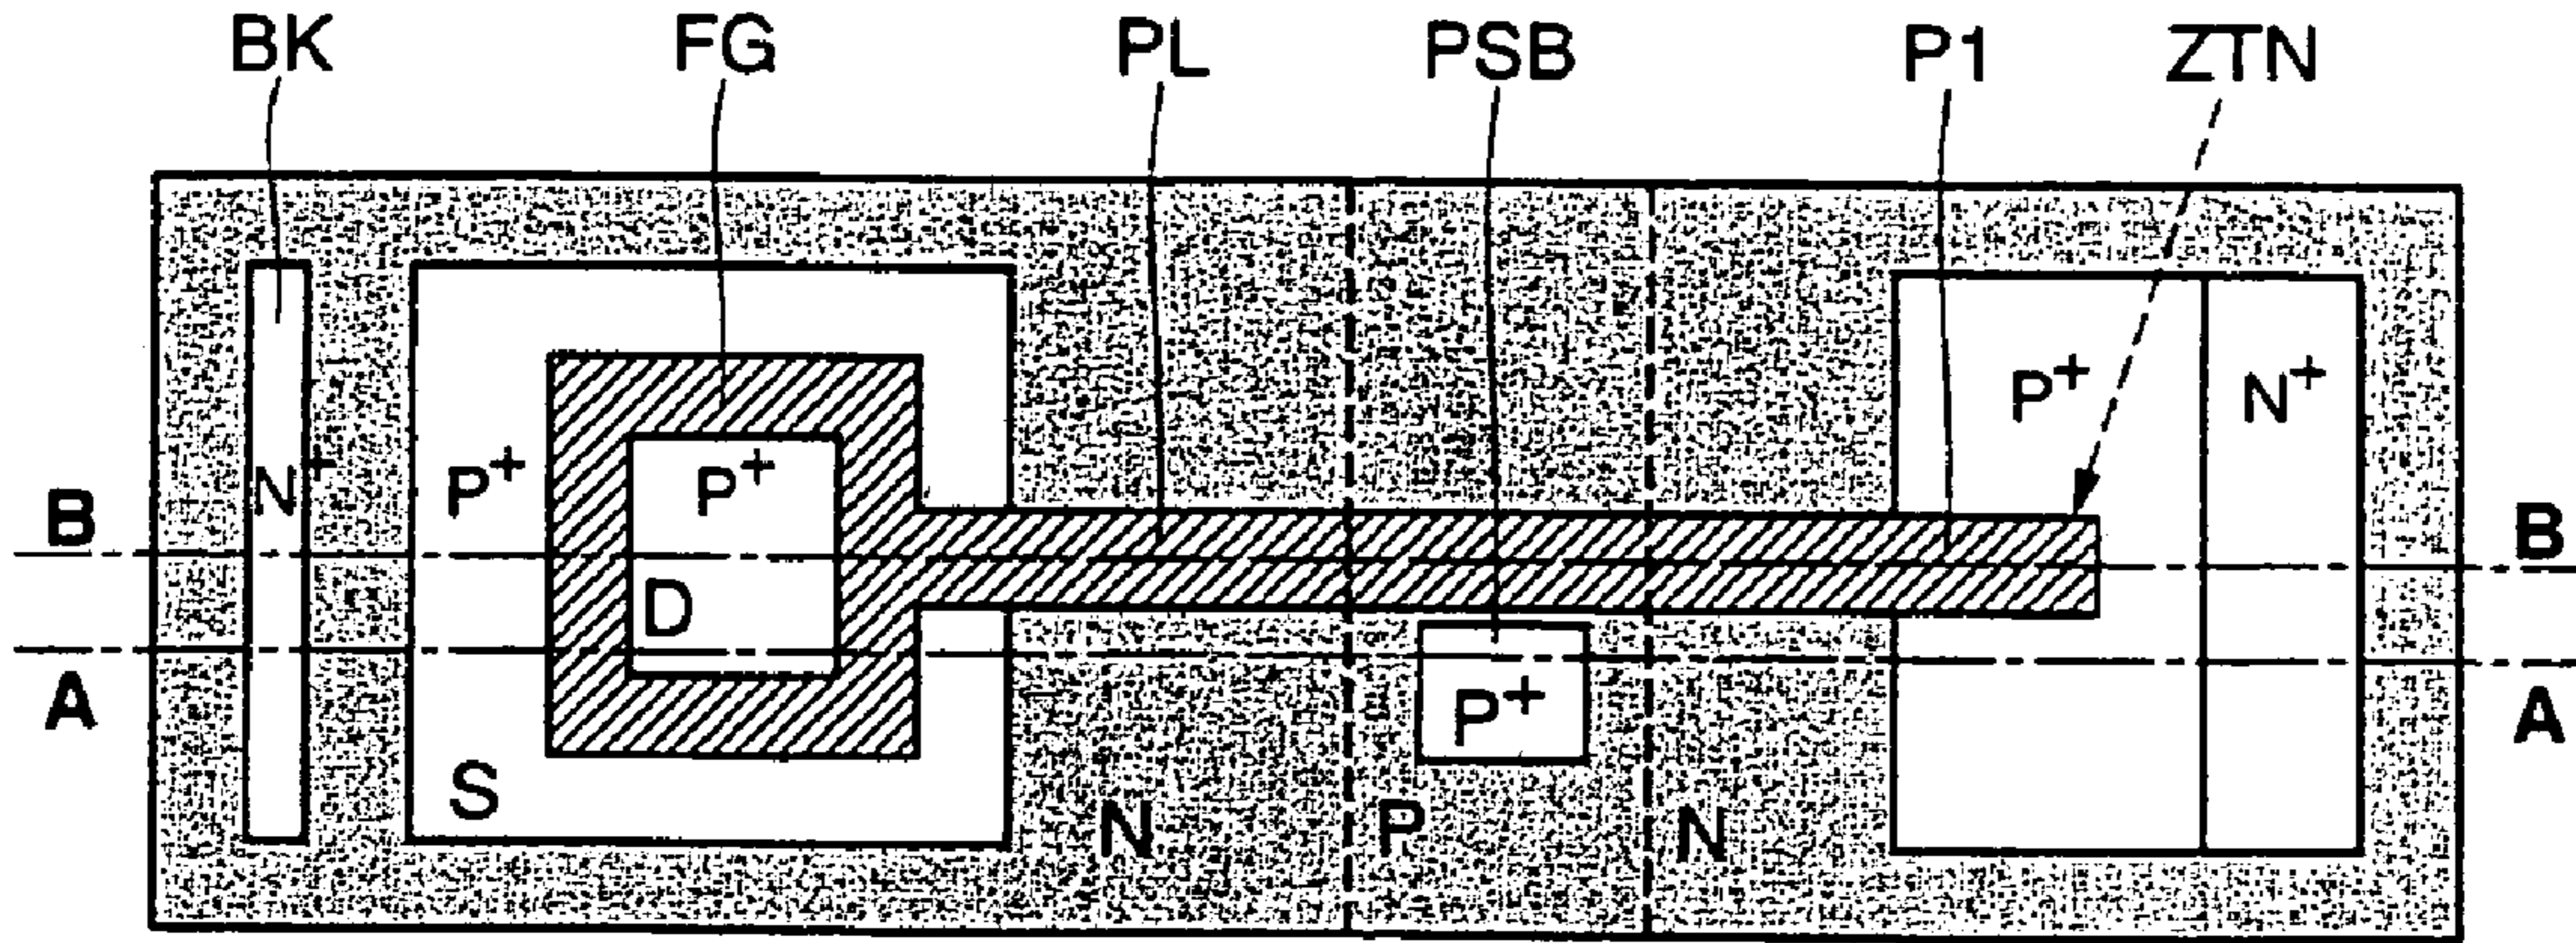 BK FG PL PSB P1 ZTN
P+ N+
N+ P+ P+
B B
D
A P+ A
S N P N